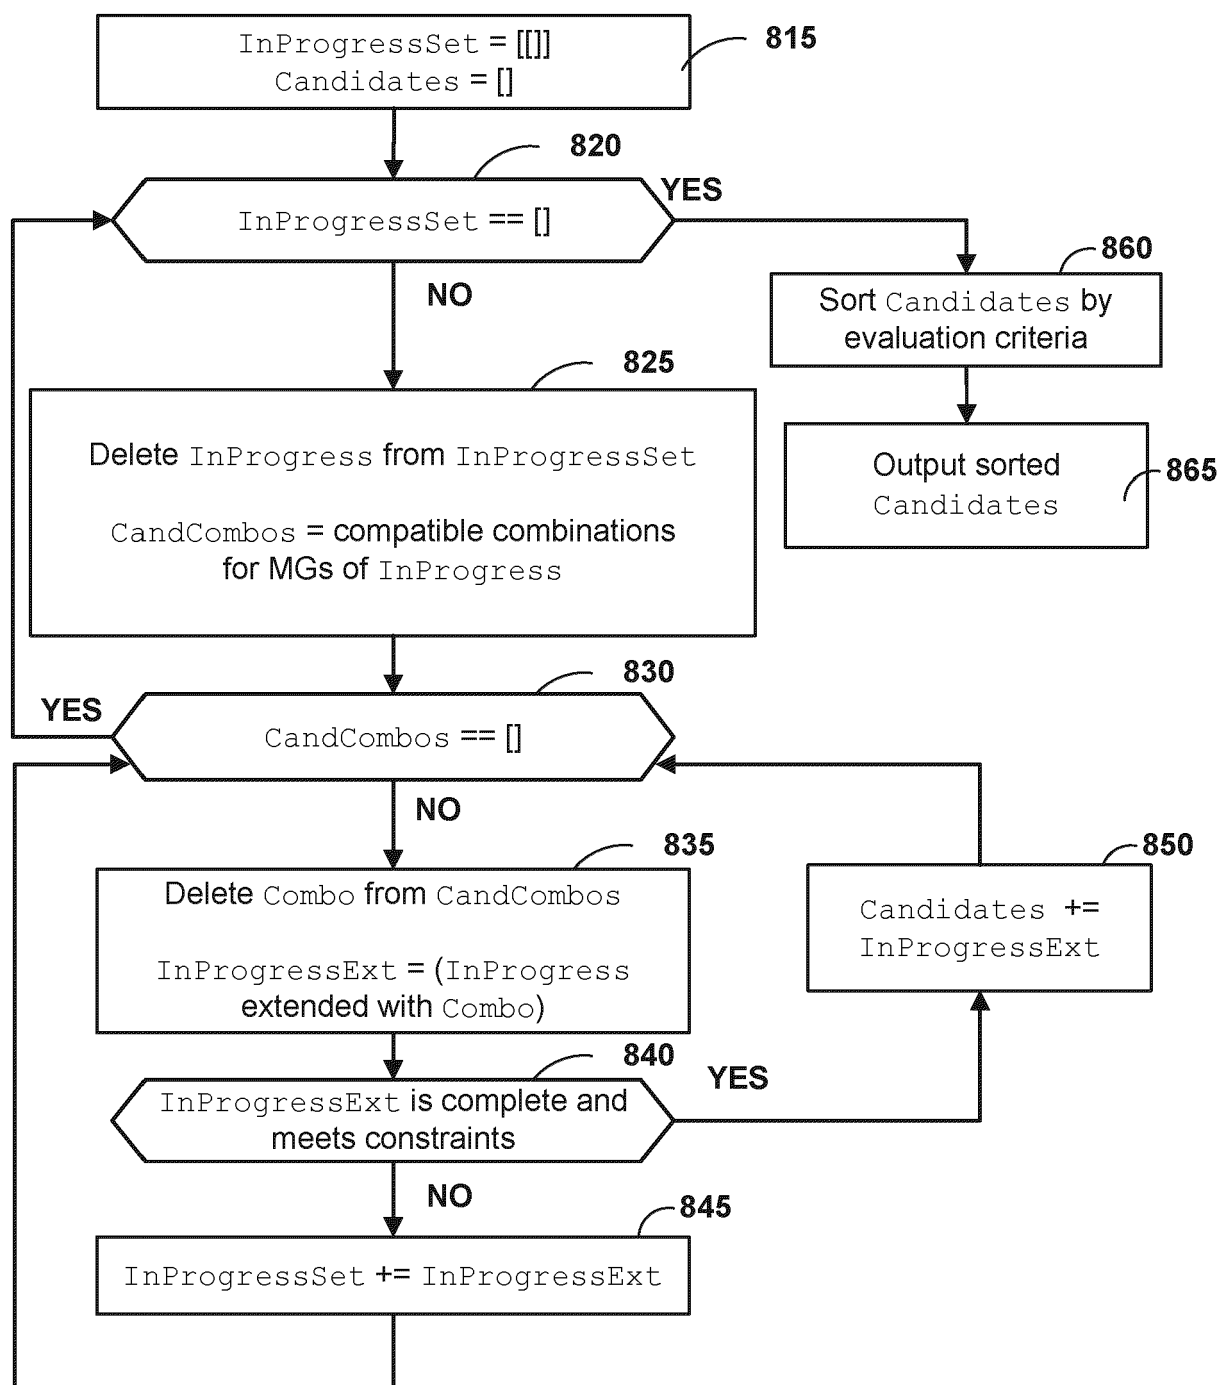 InProgressSet = [[]]
Candidates = []
815
820
InProgressSet == []
YES
NO
860
Sort Candidates by
evaluation criteria
825
Delete InProgress from InProgressSet
CandCombos = compatible combinations
for MGs of InProgress
Output sorted
Candidates
865
830
YES
CandCombos == []
NO
835
Delete Combo from CandCombos
InProgressExt = (InProgress
extended with Combo)
850
Candidates +=
InProgressExt
840
YES
InProgressExt is complete and
meets constraints
NO
845
InProgressSet += InProgressExt